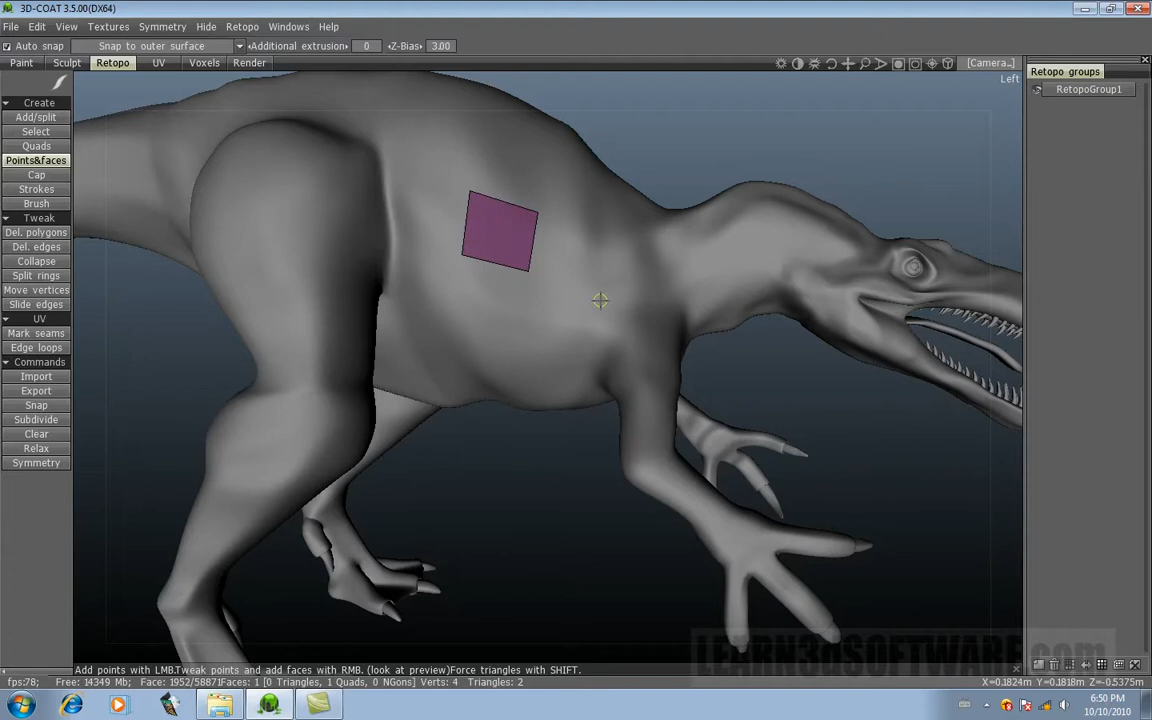 3D-COAT 3.5.00(DX64)
File Edit View Textures Symmetry Hide Retopo Windows Help
Auto snap Snap to outer surface Additional extrusion 0 Z-Bias 3.00
Paint Sculpt Retopo UV Voxels Render [Camera...]
Retopo groups
Left
RetopoGroup1
Create
Add/split
Select
Quads
Points&faces
Cap
Strokes
Brush
Tweak
Del. polygons
Del. edges
Collapse
Split rings
Move vertices
Slide edges
UV
Mark seams
Edge loops
Commands
Import
Export
Snap
Subdivide
Clear
Relax
Symmetry
LEARN3DSOFTWARE.com
Add points with LMB.Tweak points and add faces with RMB. (look at preview)Force triangles with SHIFT.
fps:78; Free: 14349 Mb; Face: 1952/58871Faces: 1 [0 Triangles, 1 Quads, 0 NGons] Verts: 4 Triangles: 2 X=0.1824m Y=0.1818m Z=-0.5375m
6:50 PM
10/10/2010